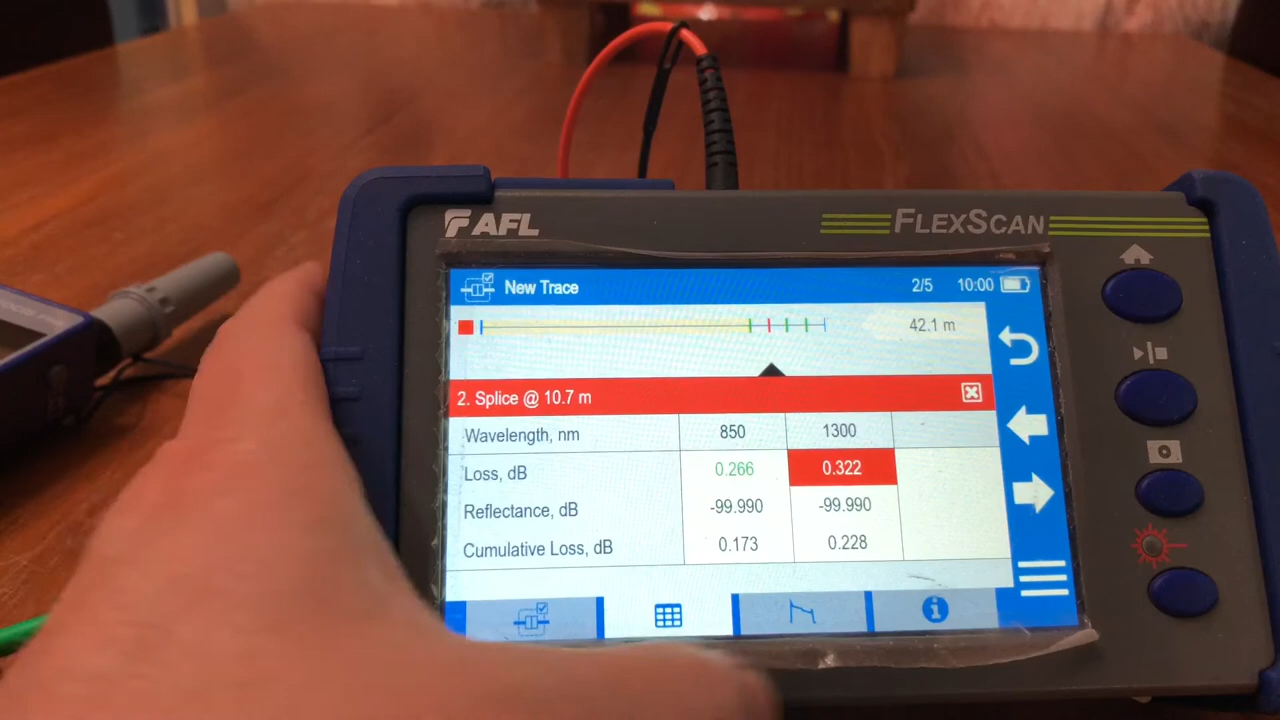 AFL
FLEXSCAN
New Trace 2/5 10:00
42.1 m
2. Splice @ 10.7 m
Wavelength, nm 850 1300
Loss, dB 0.266 0.322
Reflectance, dB -99.990 -99.990
Cumulative Loss, dB 0.173 0.228